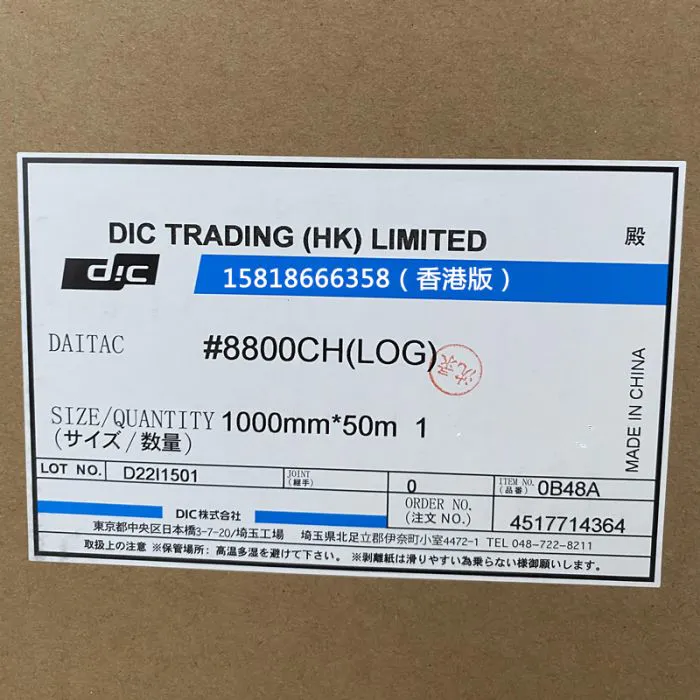 DIC TRADING (HK) LIMITED
殿
dic
15818666358(香港版)
DAITAC
#8800CH(LOG)
MADE IN CHINA
SIZE/QUANTITY 1000mm*50m 1
(サイズ/数量)
LOT NO. D22I1501 JOINT (継手) 0 ITEM NO. (品番) 0B48A
ORDER NO. (注文 NO.) 4517714364
DIC株式会社
東京都中央区日本橋3-7-20/埼玉工場 埼玉県北足立郡伊奈町小室4472-1 TEL 048-722-8211
取扱上の注意 ※保管場所:高温多湿を避けて下さい。 ※剥離紙は滑りやすい為乗らない様御願いします。